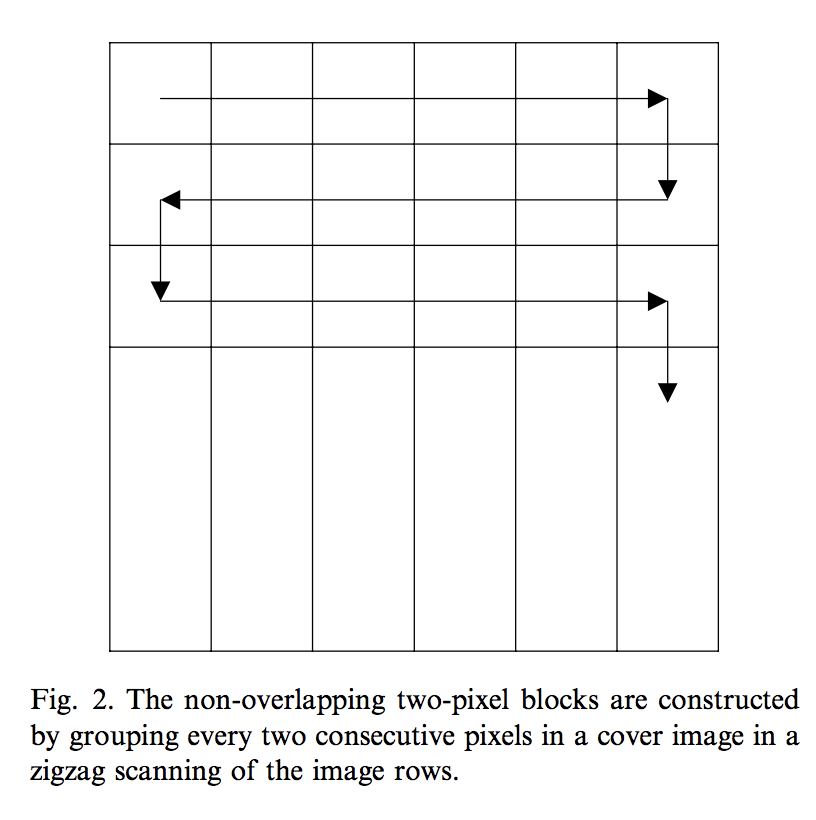 Fig. 2. The non-overlapping two-pixel blocks are constructed
by grouping every two consecutive pixels in a cover image in a
zigzag scanning of the image rows.